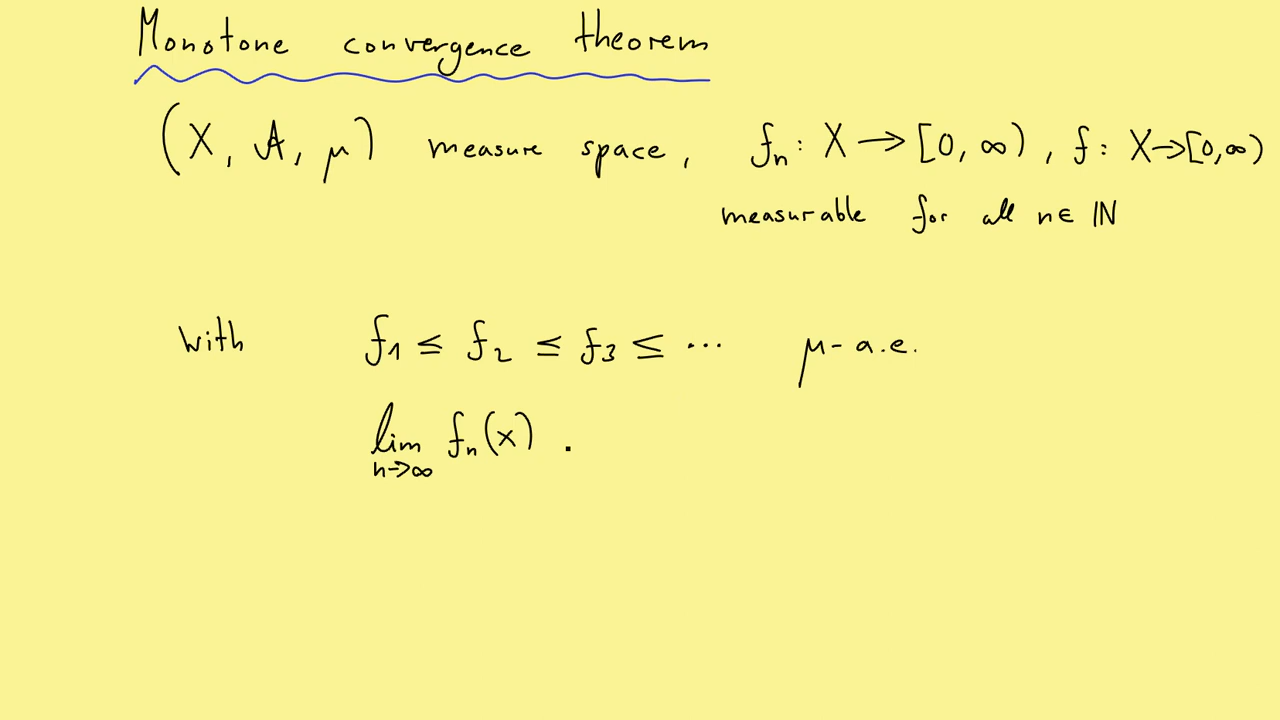 Monotone convergence theorem
(X, 𝒜, μ) measure space, fₙ: X → [0, ∞), f: X → [0, ∞)
measurable for all n ∈ ℕ
with f₁ ≤ f₂ ≤ f₃ ≤ ⋯ μ-a.e.
lim fₙ(x) .
n→∞